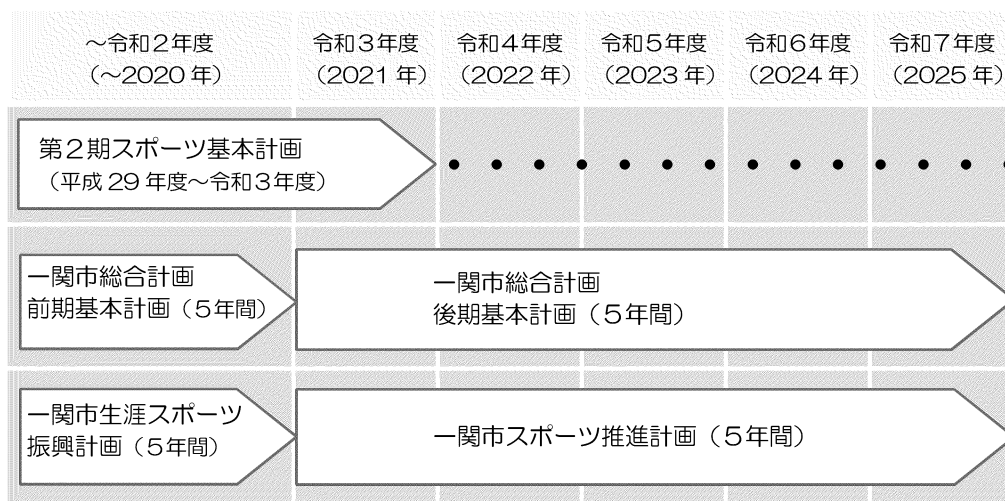 ～令和２年度 令和３年度 令和４年度 令和５年度 令和６年度 令和７年度
（～2020 年） （2021 年） （2022 年） （2023 年） （2024 年） （2025 年）
第２期スポーツ基本計画
（平成 29 年度～令和３年度）
一関市総合計画
前期基本計画（５年間）
一関市総合計画
後期基本計画（５年間）
一関市生涯スポーツ
振興計画（５年間）
一関市スポーツ推進計画（５年間）